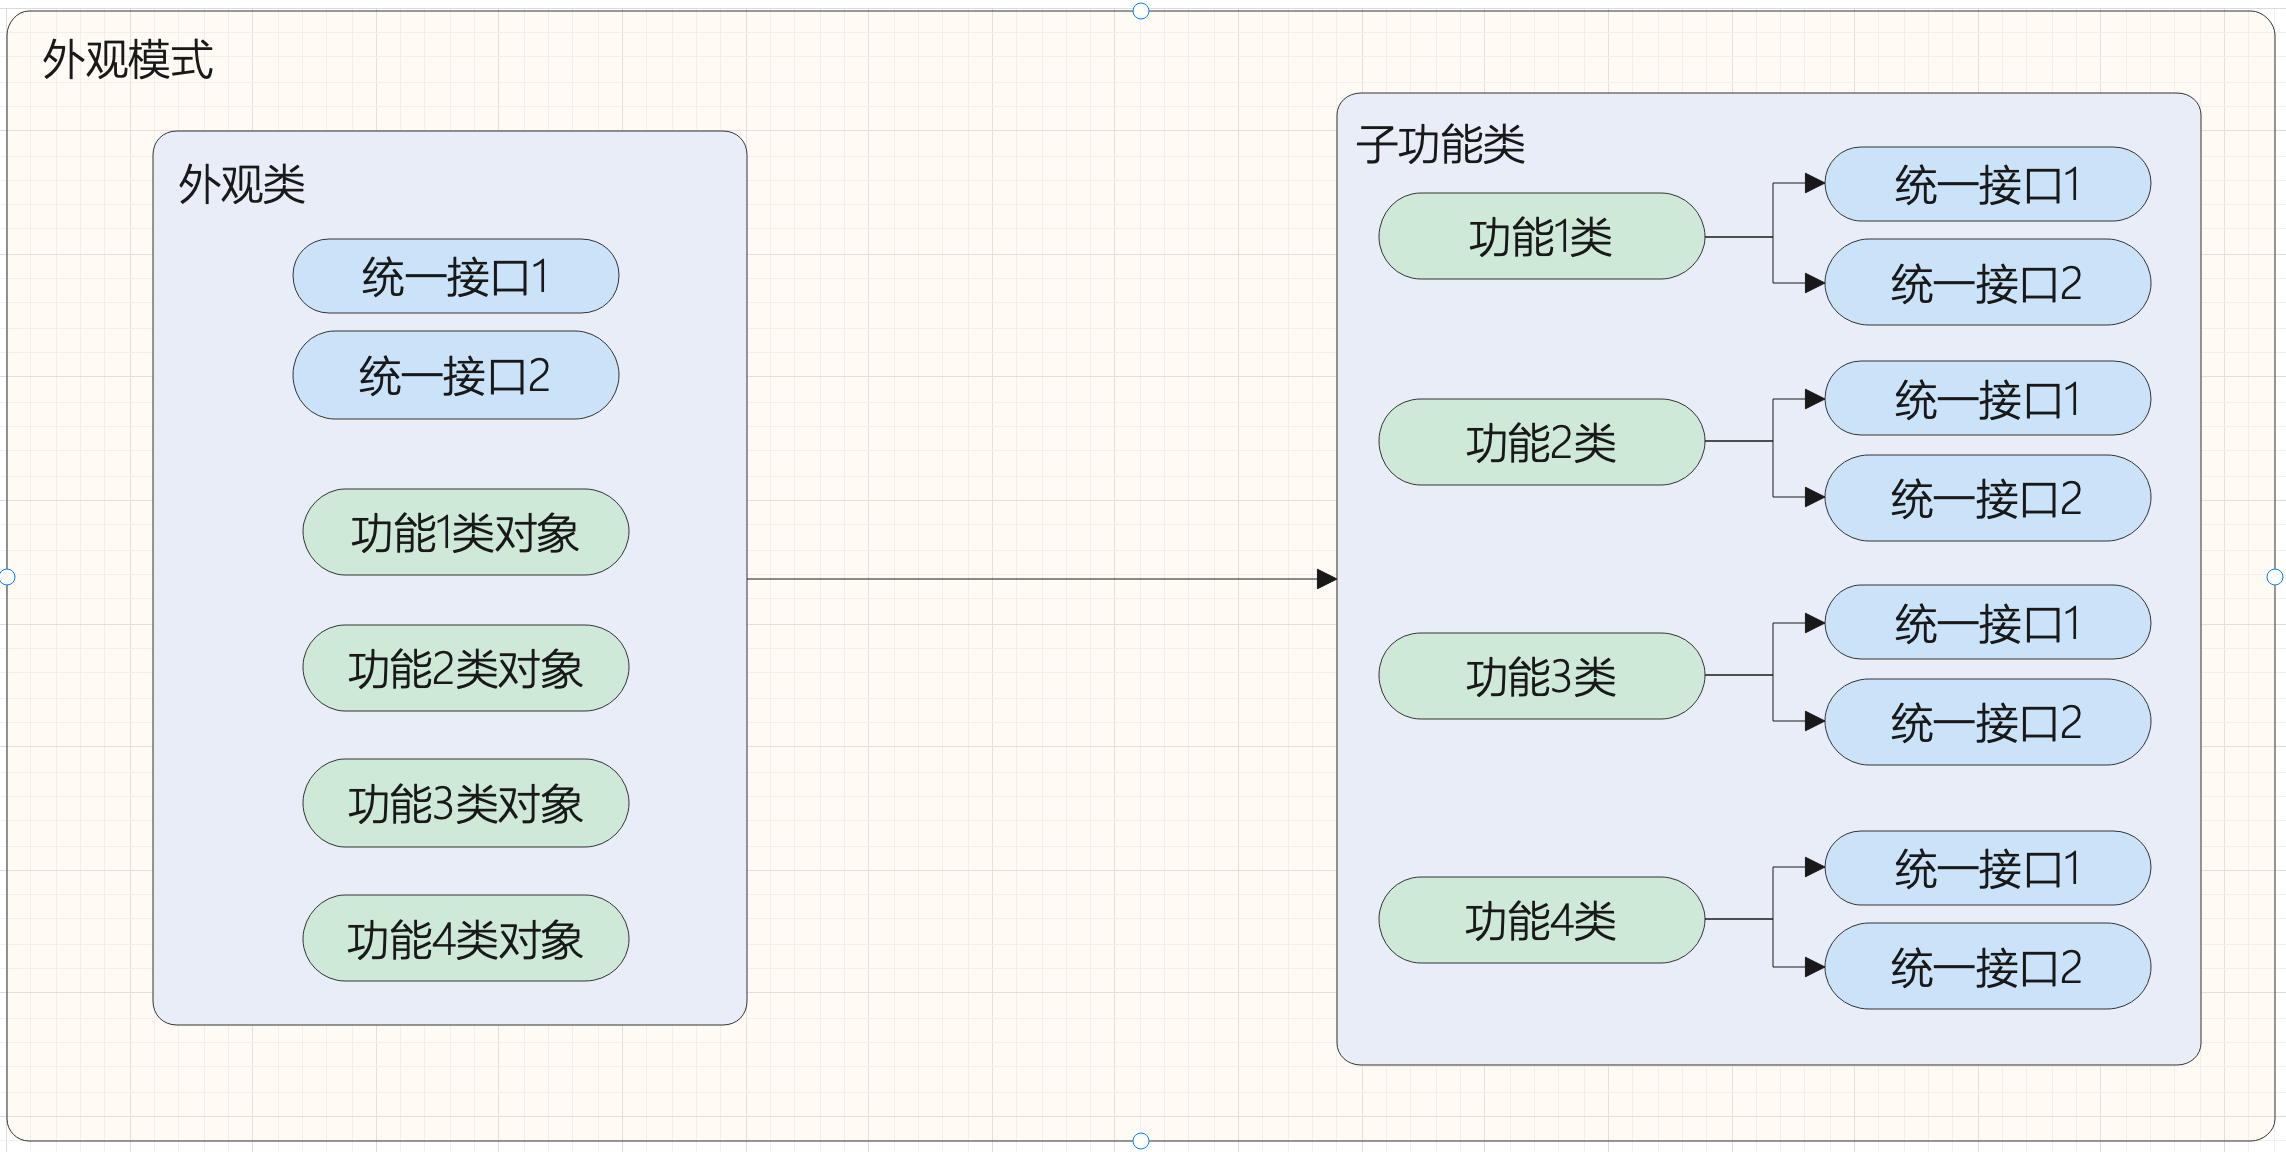 外观模式
外观类
统一接口1
统一接口2
功能1类对象
功能2类对象
功能3类对象
功能4类对象
子功能类
功能1类
统一接口1
统一接口2
功能2类
统一接口1
统一接口2
功能3类
统一接口1
统一接口2
功能4类
统一接口1
统一接口2